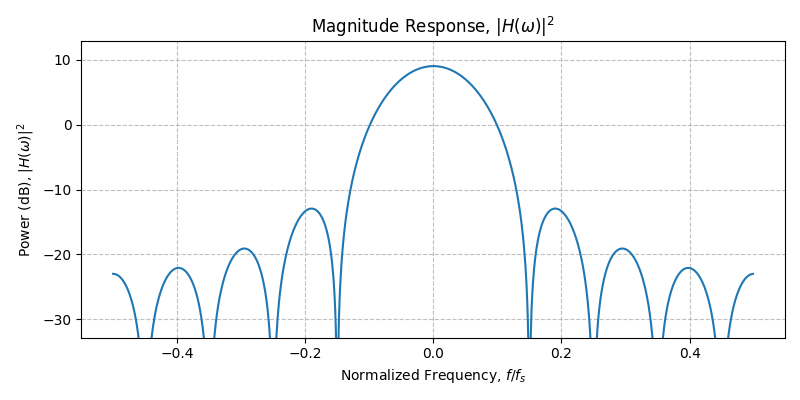 Magnitude Response, |H(ω)|²
10
0
−10
−20
−30
Power (dB), |H(ω)|²
−0.4 −0.2 0.0 0.2 0.4
Normalized Frequency, f/fₛ